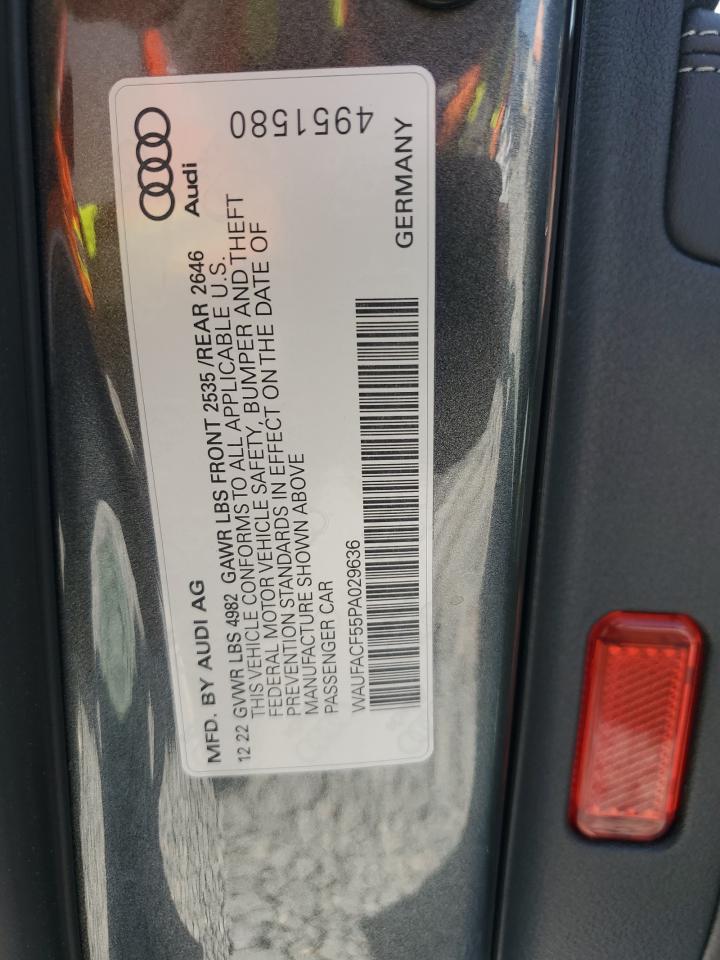 MFD. BY AUDI AG
Audi
12 22 GVWR LBS 4982 GAWR LBS FRONT 2535 /REAR 2646
THIS VEHICLE CONFORMS TO ALL APPLICABLE U.S.
FEDERAL MOTOR VEHICLE SAFETY, BUMPER AND THEFT
PREVENTION STANDARDS IN EFFECT ON THE DATE OF
MANUFACTURE SHOWN ABOVE
PASSENGER CAR
WAUFACF55PA029636
GERMANY
4951580